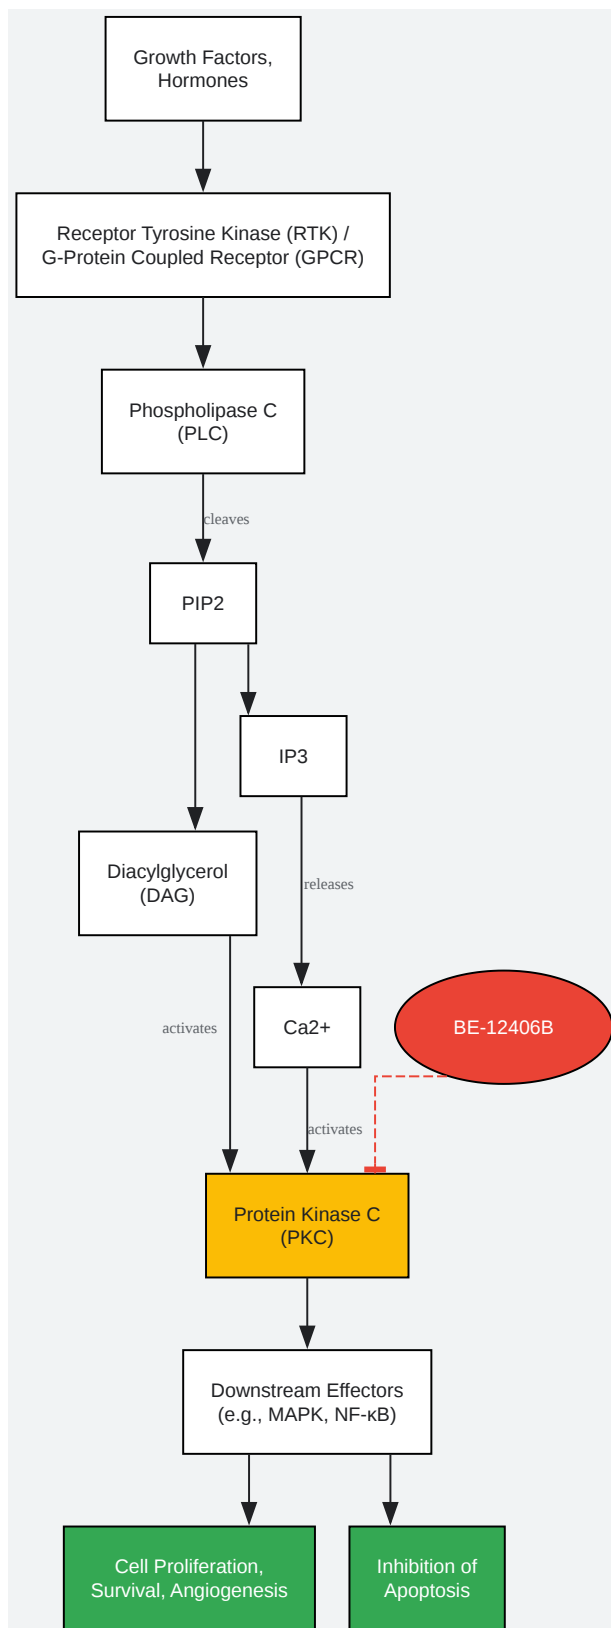 Growth Factors,
Hormones
Receptor Tyrosine Kinase (RTK) /
G-Protein Coupled Receptor (GPCR)
Phospholipase C
(PLC)
cleaves
PIP2
IP3
Diacylglycerol
(DAG)
releases
Ca2+
BE-12406B
activates
activates
Protein Kinase C
(PKC)
Downstream Effectors
(e.g., MAPK, NF-κB)
Cell Proliferation,
Survival, Angiogenesis
Inhibition of
Apoptosis